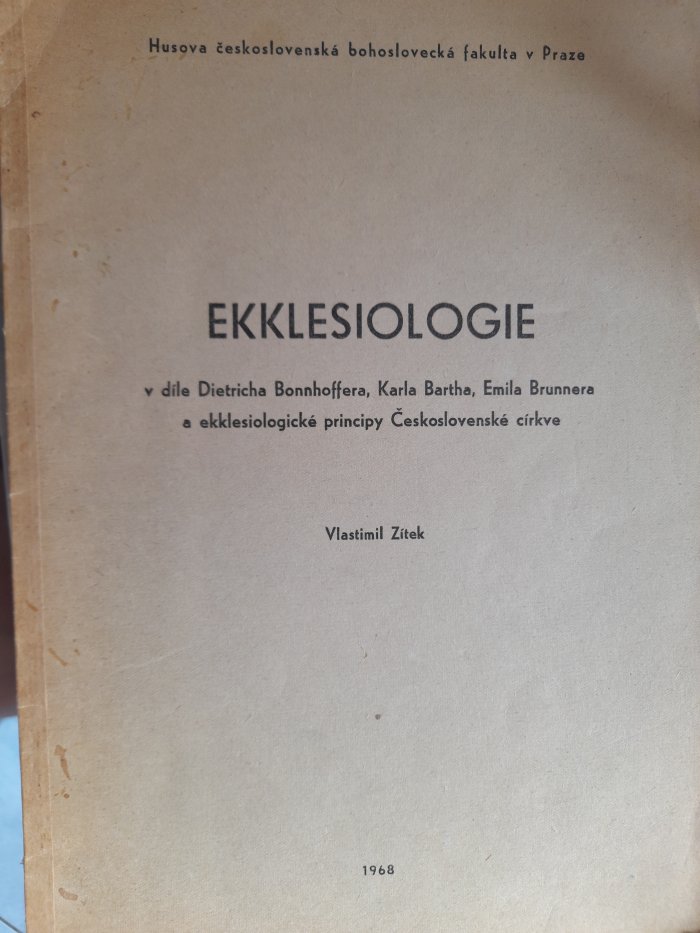 Husova československá bohoslovecká fakulta v Praze
EKKLESIOLOGIE
v díle Dietricha Bonnhoffera, Karla Bartha, Emila Brunnera
a ekklesiologické principy Československé církve
Vlastimil Zítek
1968